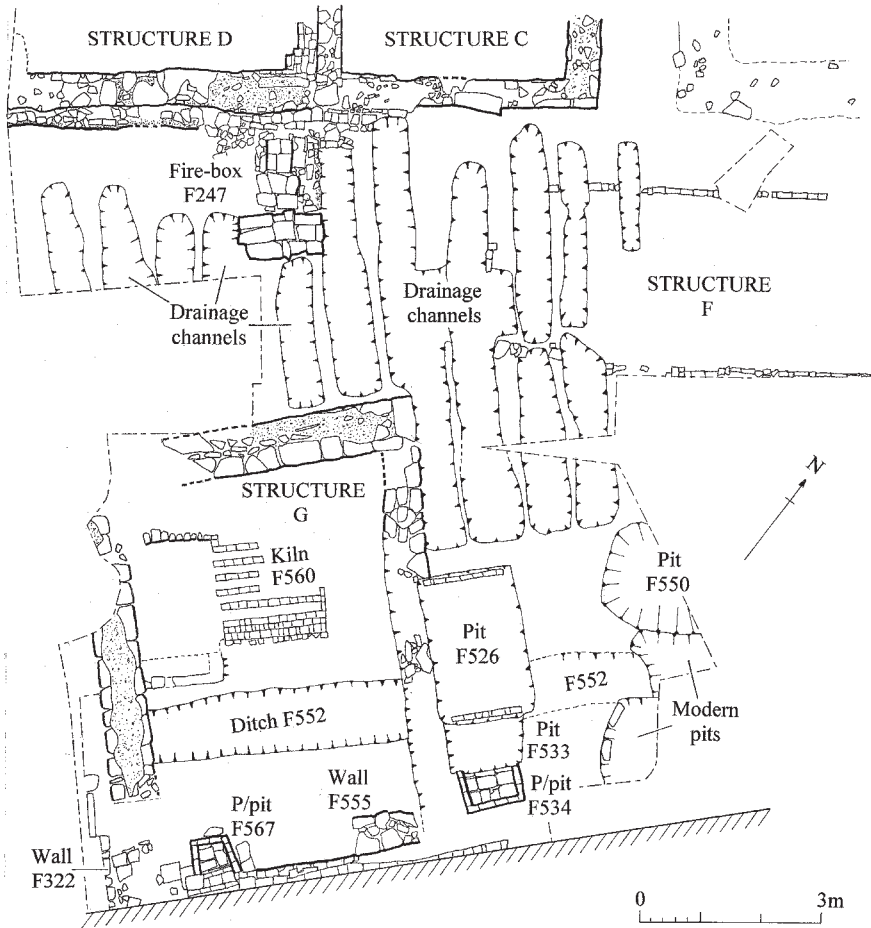 STRUCTURE D
STRUCTURE C
Fire-box
F247
Drainage
channels
Drainage
channels
STRUCTURE
F
N
STRUCTURE
G
Kiln
F560
Pit
F550
Pit
F526
F552
Ditch F552
Modern
pits
Pit
F533
P/pit
F534
Wall
F555
P/pit
F567
Wall
F322
0 3m